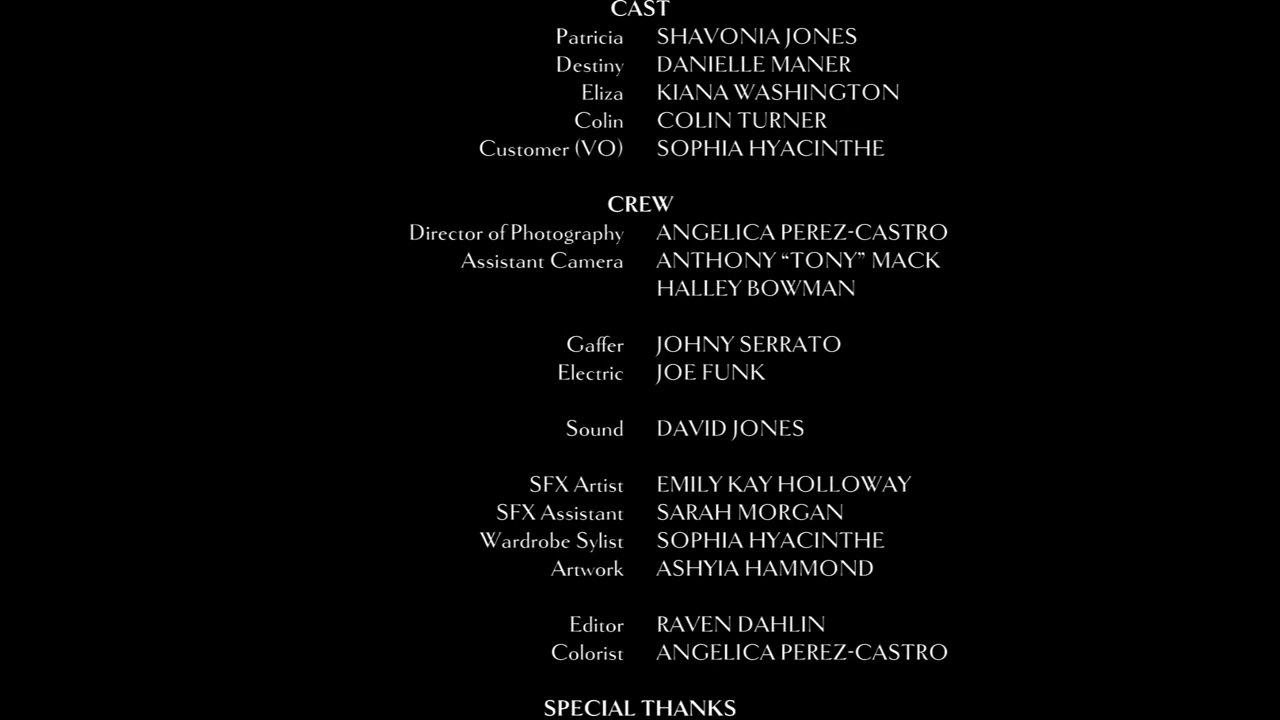 CAST
Patricia SHAVONIA JONES
Destiny DANIELLE MANER
Eliza KIANA WASHINGTON
Colin COLIN TURNER
Customer (VO) SOPHIA HYACINTHE
CREW
Director of Photography ANGELICA PEREZ-CASTRO
Assistant Camera ANTHONY “TONY” MACK
HALLEY BOWMAN
Gaffer JOHNY SERRATO
Electric JOE FUNK
Sound DAVID JONES
SFX Artist EMILY KAY HOLLOWAY
SFX Assistant SARAH MORGAN
Wardrobe Sylist SOPHIA HYACINTHE
Artwork ASHYIA HAMMOND
Editor RAVEN DAHLIN
Colorist ANGELICA PEREZ-CASTRO
SPECIAL THANKS